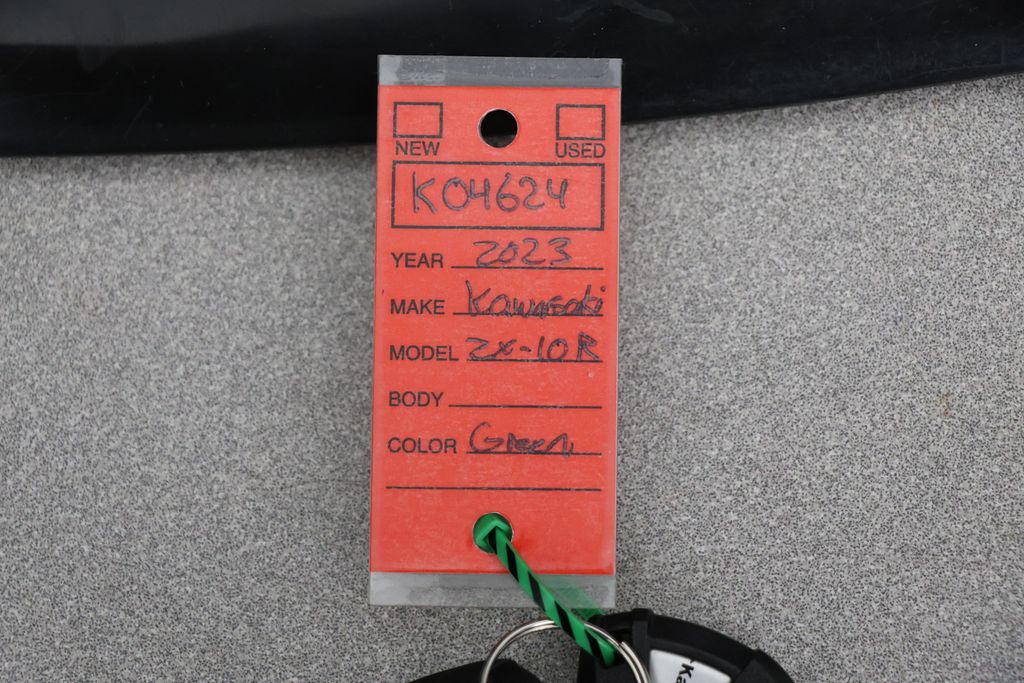 NEW USED
K04624
YEAR 2023
MAKE Kawasaki
MODEL ZX-10R
BODY
COLOR Green